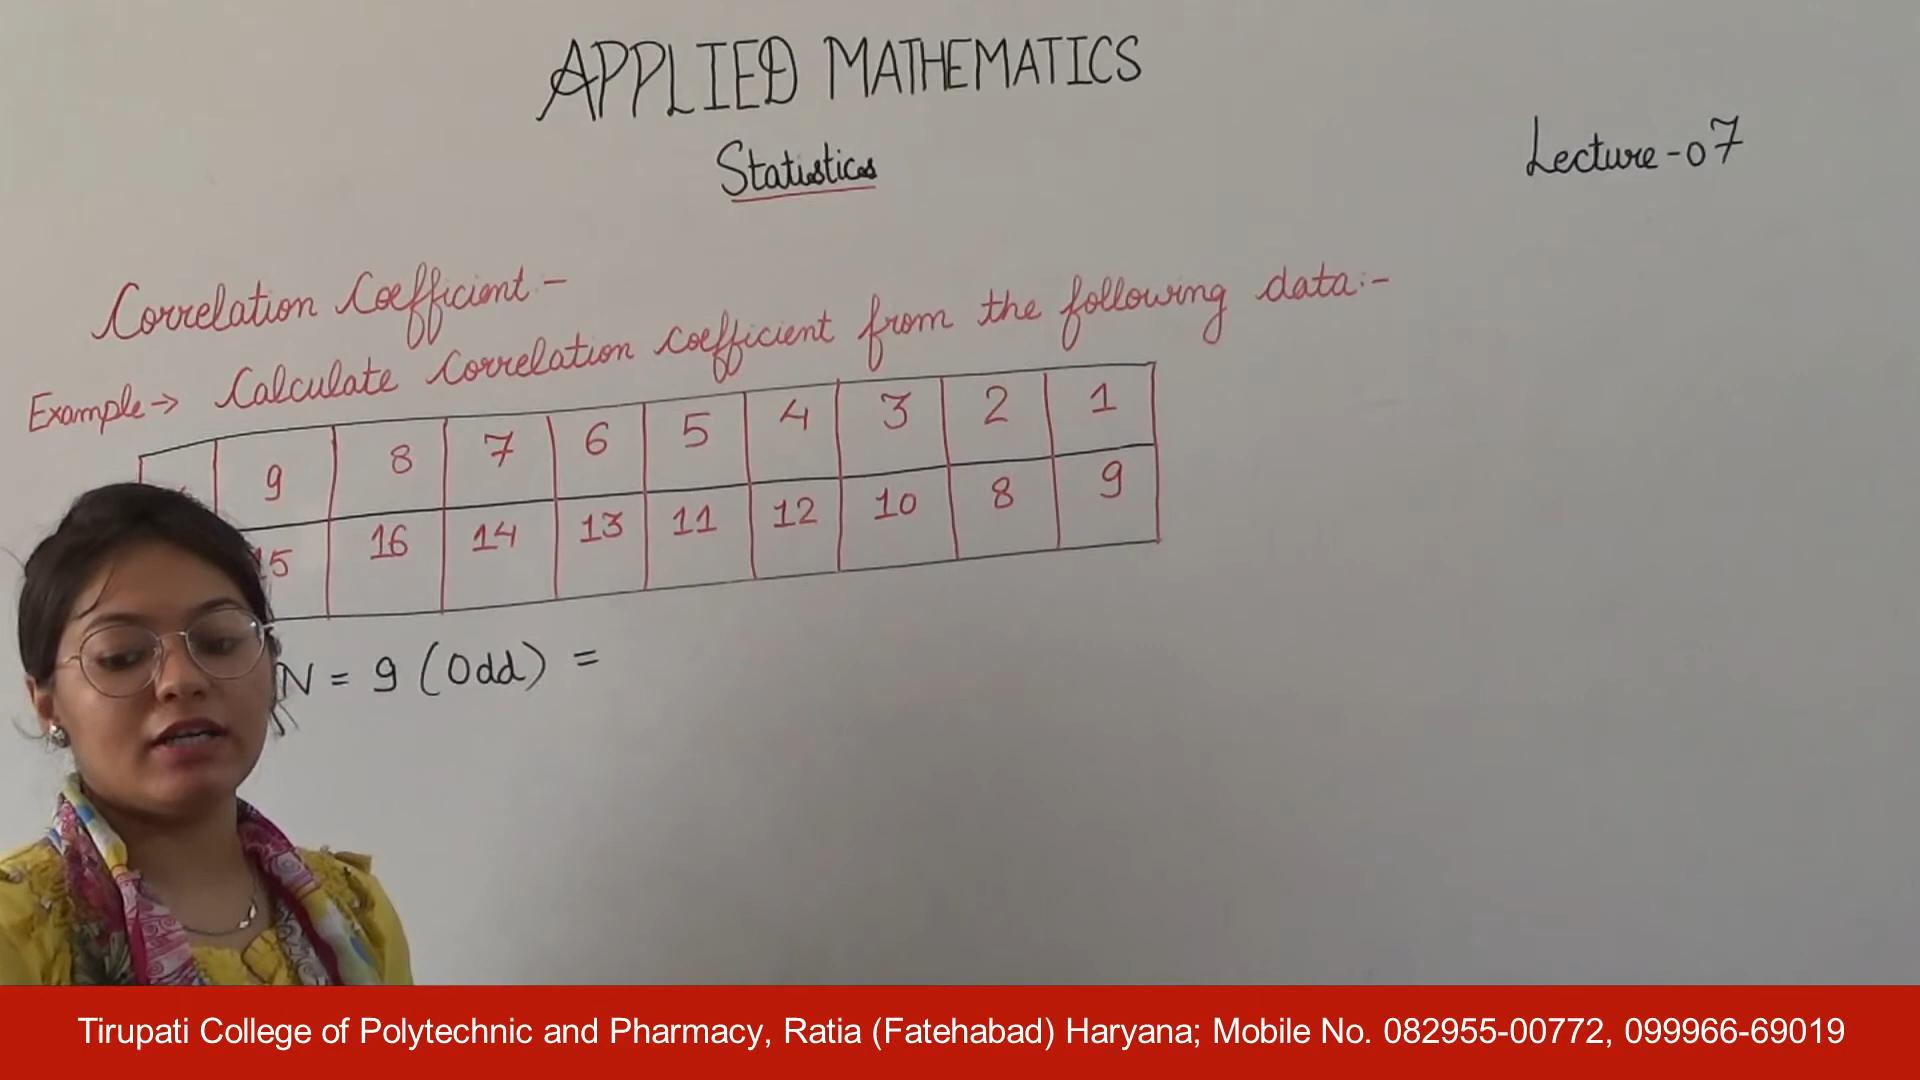 APPLIED MATHEMATICS
Statistics
Lecture-07
Correlation Coefficient:-
Example→ Calculate Correlation coefficient from the following data:-
9 8 7 6 5 4 3 2 1
15 16 14 13 11 12 10 8 9
N = 9 (Odd) =
Tirupati College of Polytechnic and Pharmacy, Ratia (Fatehabad) Haryana; Mobile No. 082955-00772, 099966-69019